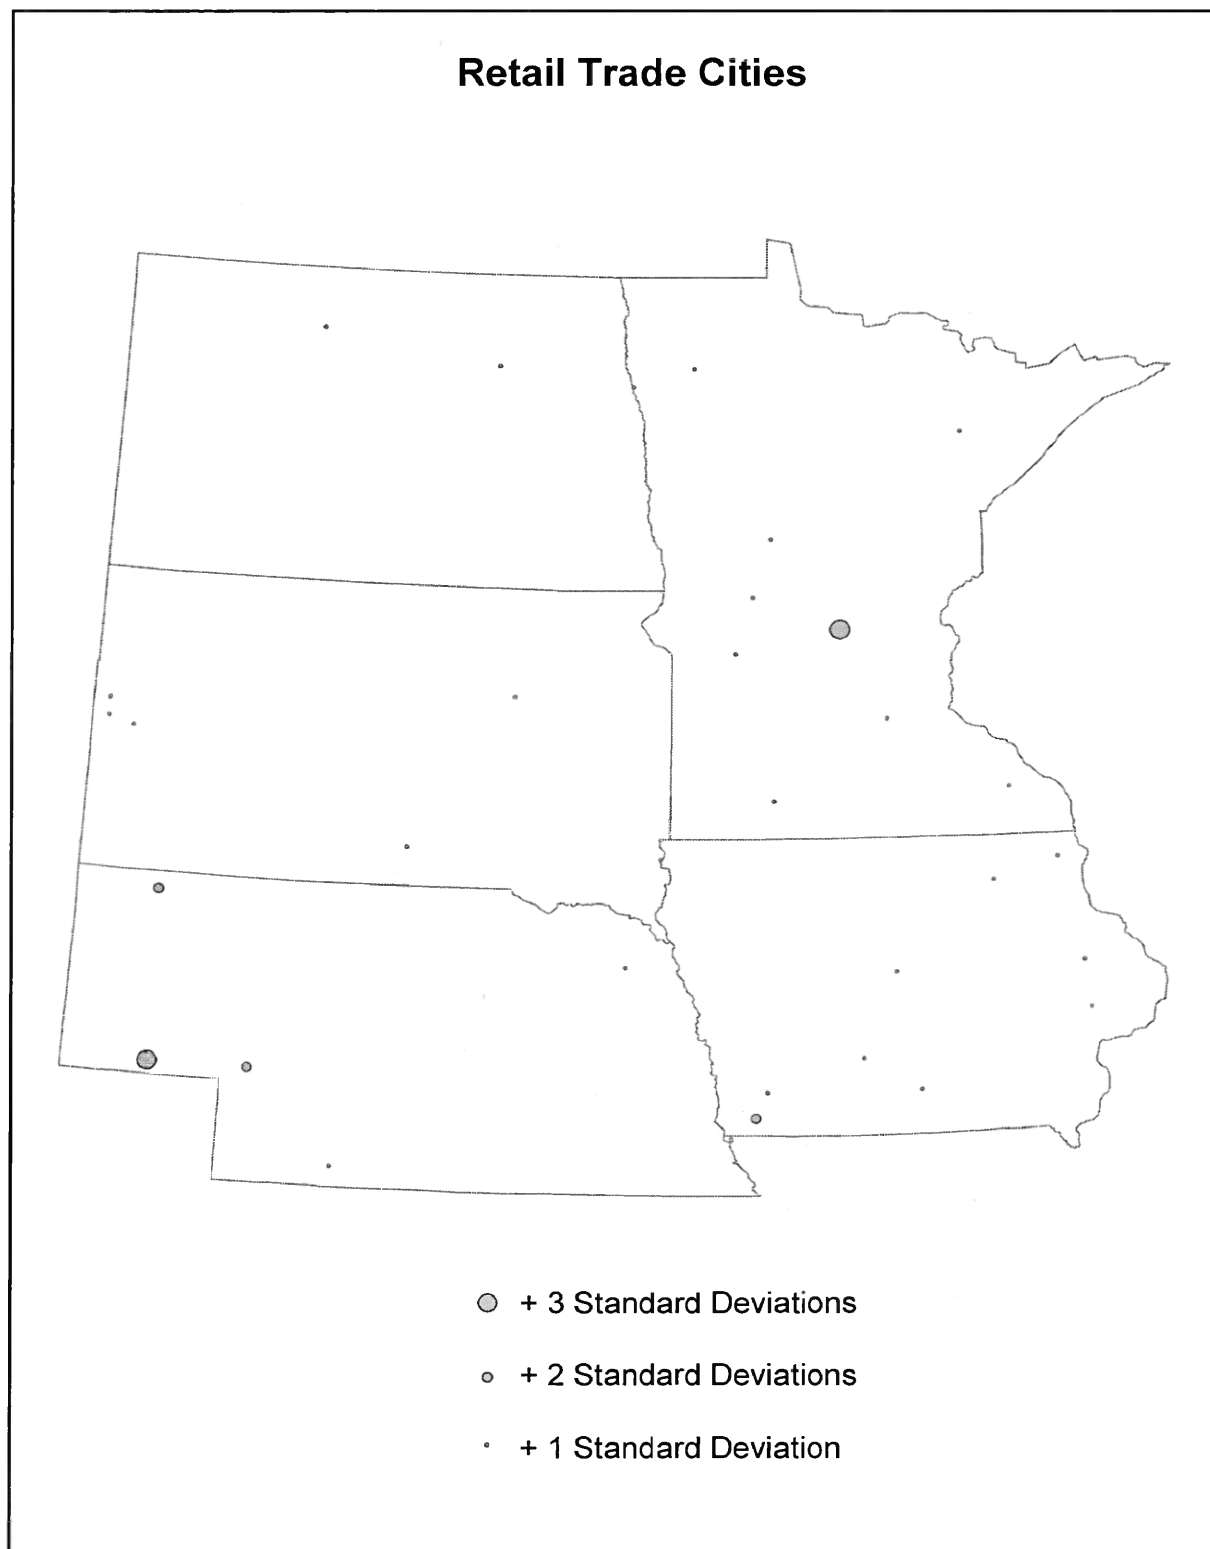 Retail Trade Cities
+ 3 Standard Deviations
+ 2 Standard Deviations
+ 1 Standard Deviation